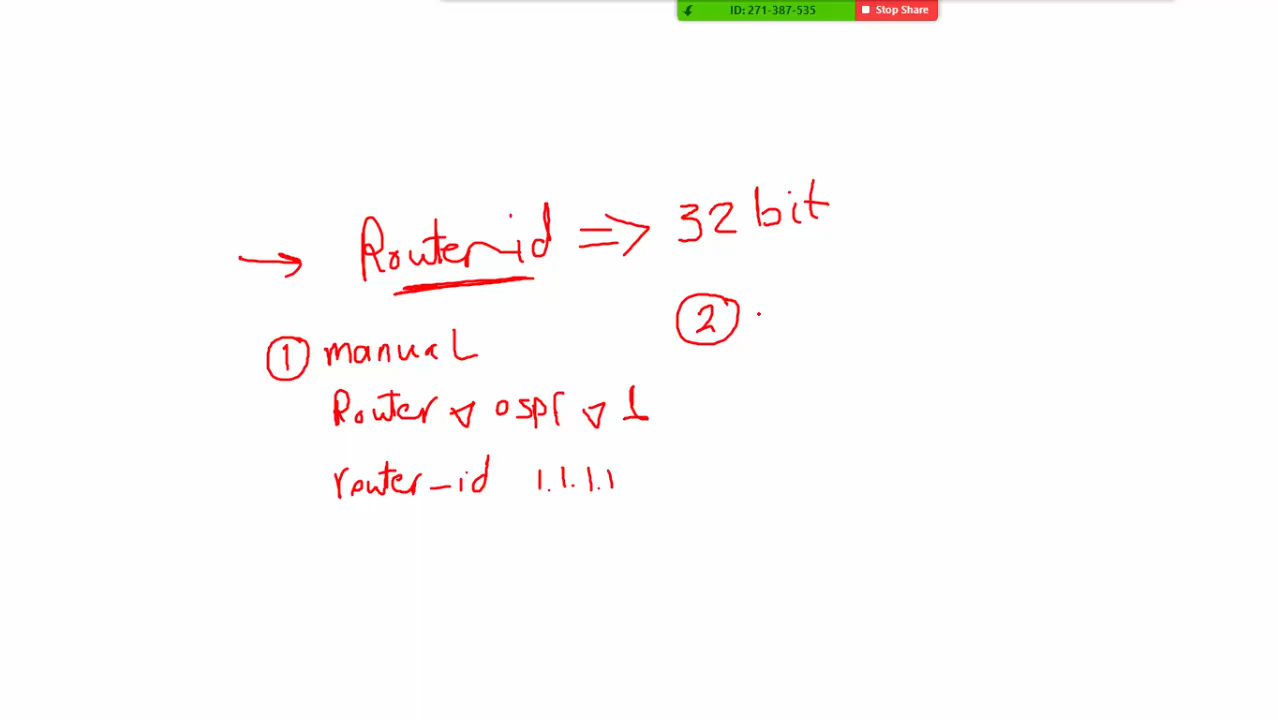 ID: 271-387-535 Stop Share
→ Router-id => 32 bit
① manual
Router ▽ ospf ▽ 1
router-id 1.1.1.1
②